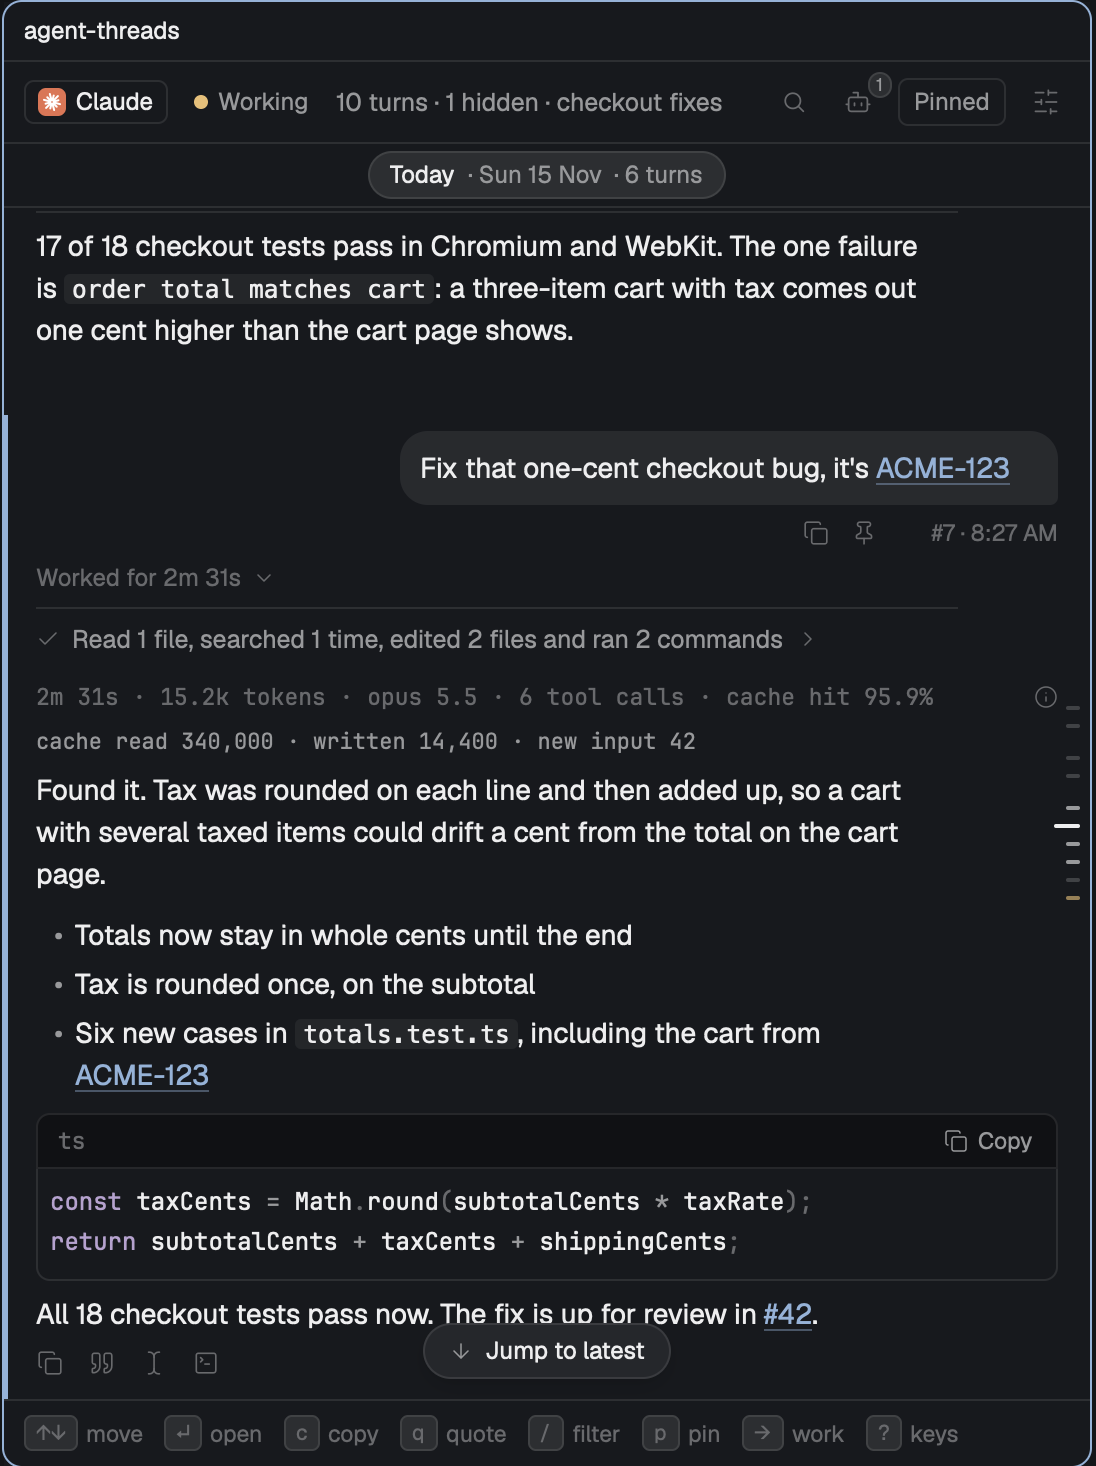 agent-threads
Claude Working 10 turns · 1 hidden · checkout fixes 1 Pinned
Today · Sun 15 Nov · 6 turns
17 of 18 checkout tests pass in Chromium and WebKit. The one failure
is order total matches cart: a three-item cart with tax comes out
one cent higher than the cart page shows.
Fix that one-cent checkout bug, it's ACME-123
#7 · 8:27 AM
Worked for 2m 31s
Read 1 file, searched 1 time, edited 2 files and ran 2 commands
2m 31s · 15.2k tokens · opus 5.5 · 6 tool calls · cache hit 95.9%
cache read 340,000 · written 14,400 · new input 42
Found it. Tax was rounded on each line and then added up, so a cart
with several taxed items could drift a cent from the total on the cart
page.
• Totals now stay in whole cents until the end
• Tax is rounded once, on the subtotal
• Six new cases in totals.test.ts, including the cart from
ACME-123
ts Copy
const taxCents = Math.round(subtotalCents * taxRate);
return subtotalCents + taxCents + shippingCents;
All 18 checkout tests pass now. The fix is up for review in #42.
↓ Jump to latest
↑↓ move ↵ open c copy q quote / filter p pin → work ? keys